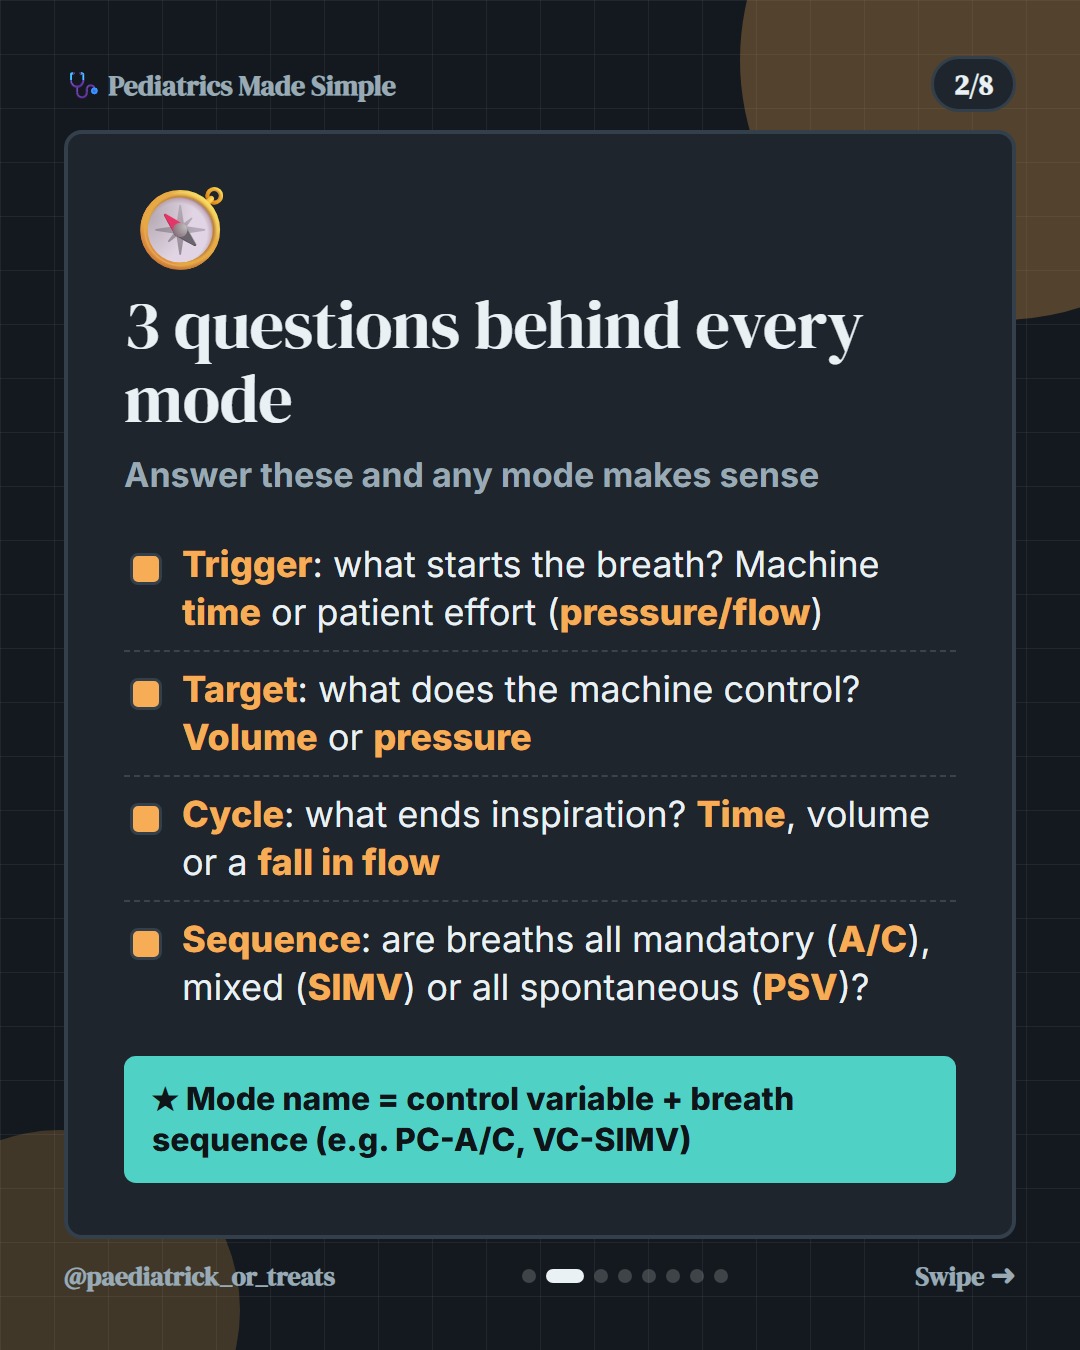 Pediatrics Made Simple
2/8
3 questions behind every
mode
Answer these and any mode makes sense
Trigger: what starts the breath? Machine
time or patient effort (pressure/flow)
Target: what does the machine control?
Volume or pressure
Cycle: what ends inspiration? Time, volume
or a fall in flow
Sequence: are breaths all mandatory (A/C),
mixed (SIMV) or all spontaneous (PSV)?
★ Mode name = control variable + breath
sequence (e.g. PC-A/C, VC-SIMV)
@paediatrick_or_treats
Swipe →